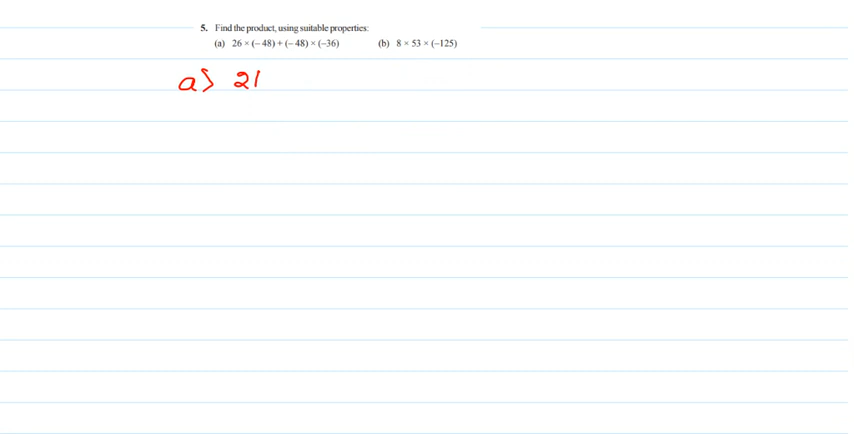 5. Find the product, using suitable properties:
(a) 26 × (– 48) + (– 48) × (–36) (b) 8 × 53 × (–125)
a> 21